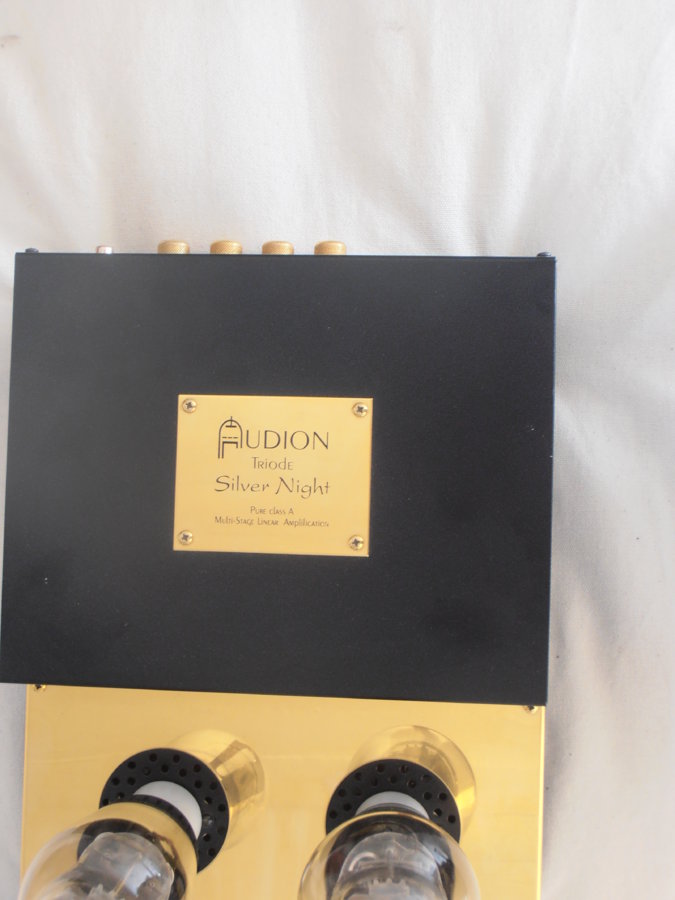 AUDION
TRIODE
Silver Night
PURE CLASS A
MULTI-STAGE LINEAR AMPLIFICATION